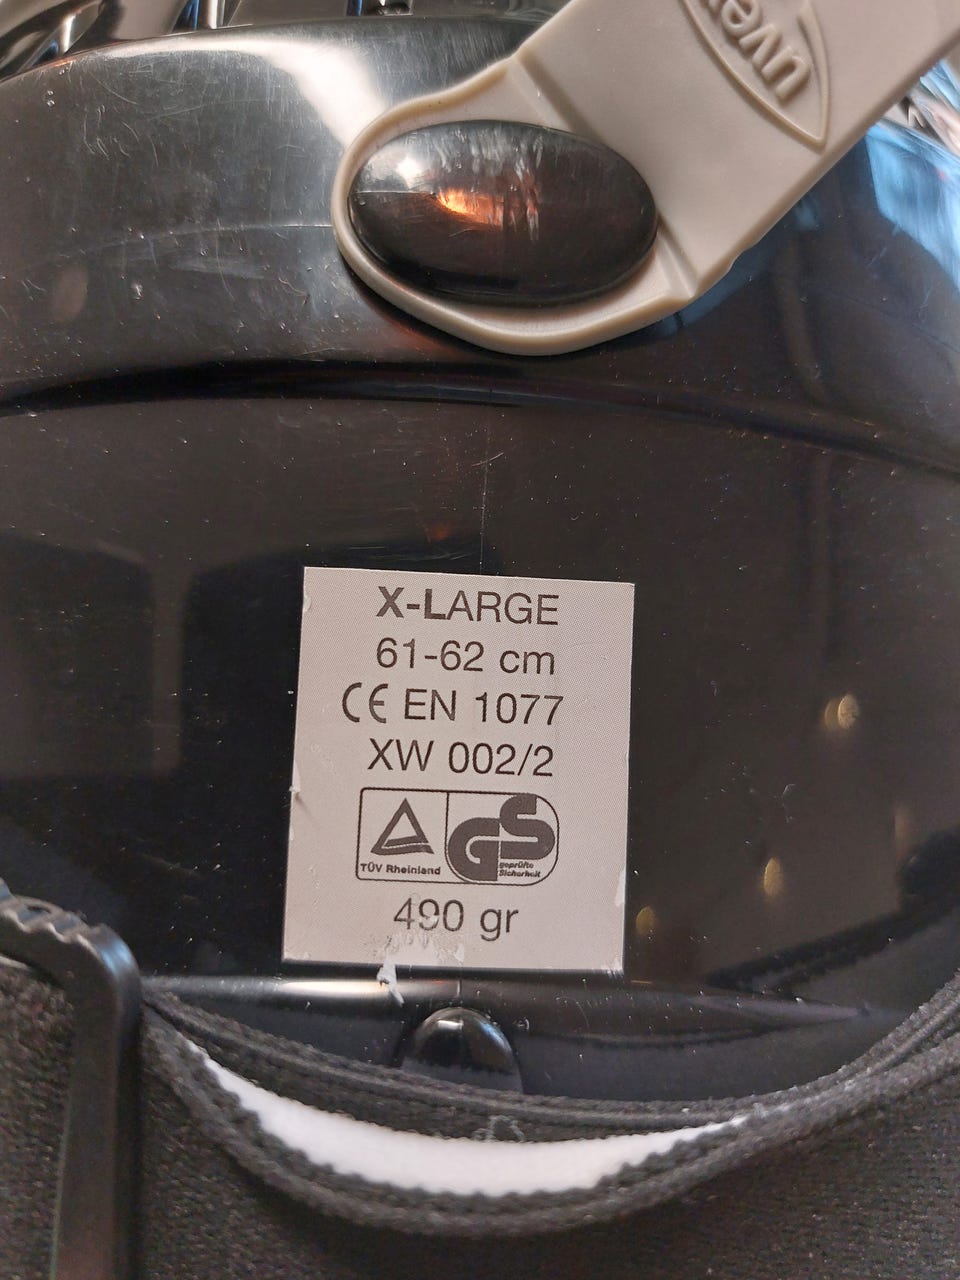 uvex
X-LARGE
61-62 cm
CE EN 1077
XW 002/2
TÜV Rheinland
GS
geprüfte
Sicherheit
490 gr